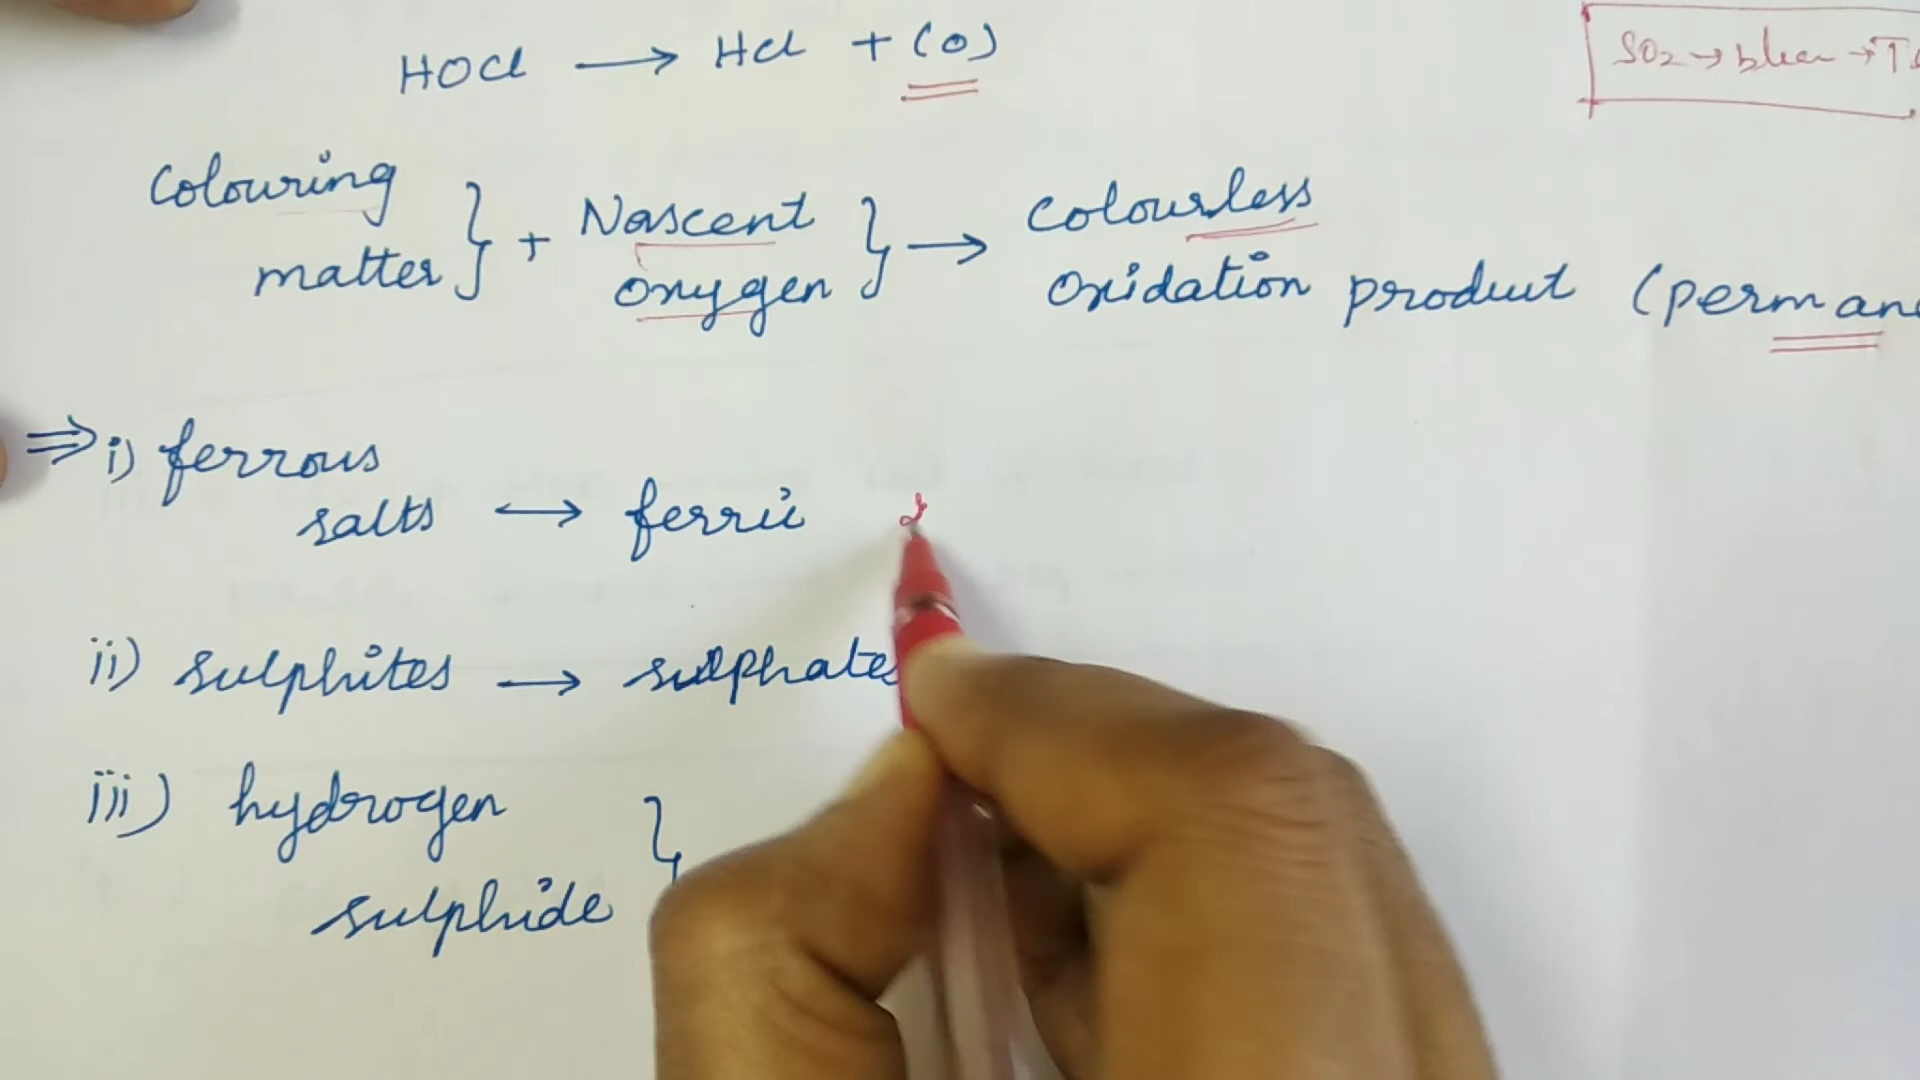 HOCl → HCl + (O)
SO2 → blea → T
Colouring
matter } + Nascent
oxygen } → Colourless
oxidation product (perman
⇒ i) ferrous
salts → ferric
ii) sulphites → sulphates
iii) hydrogen
sulphide }